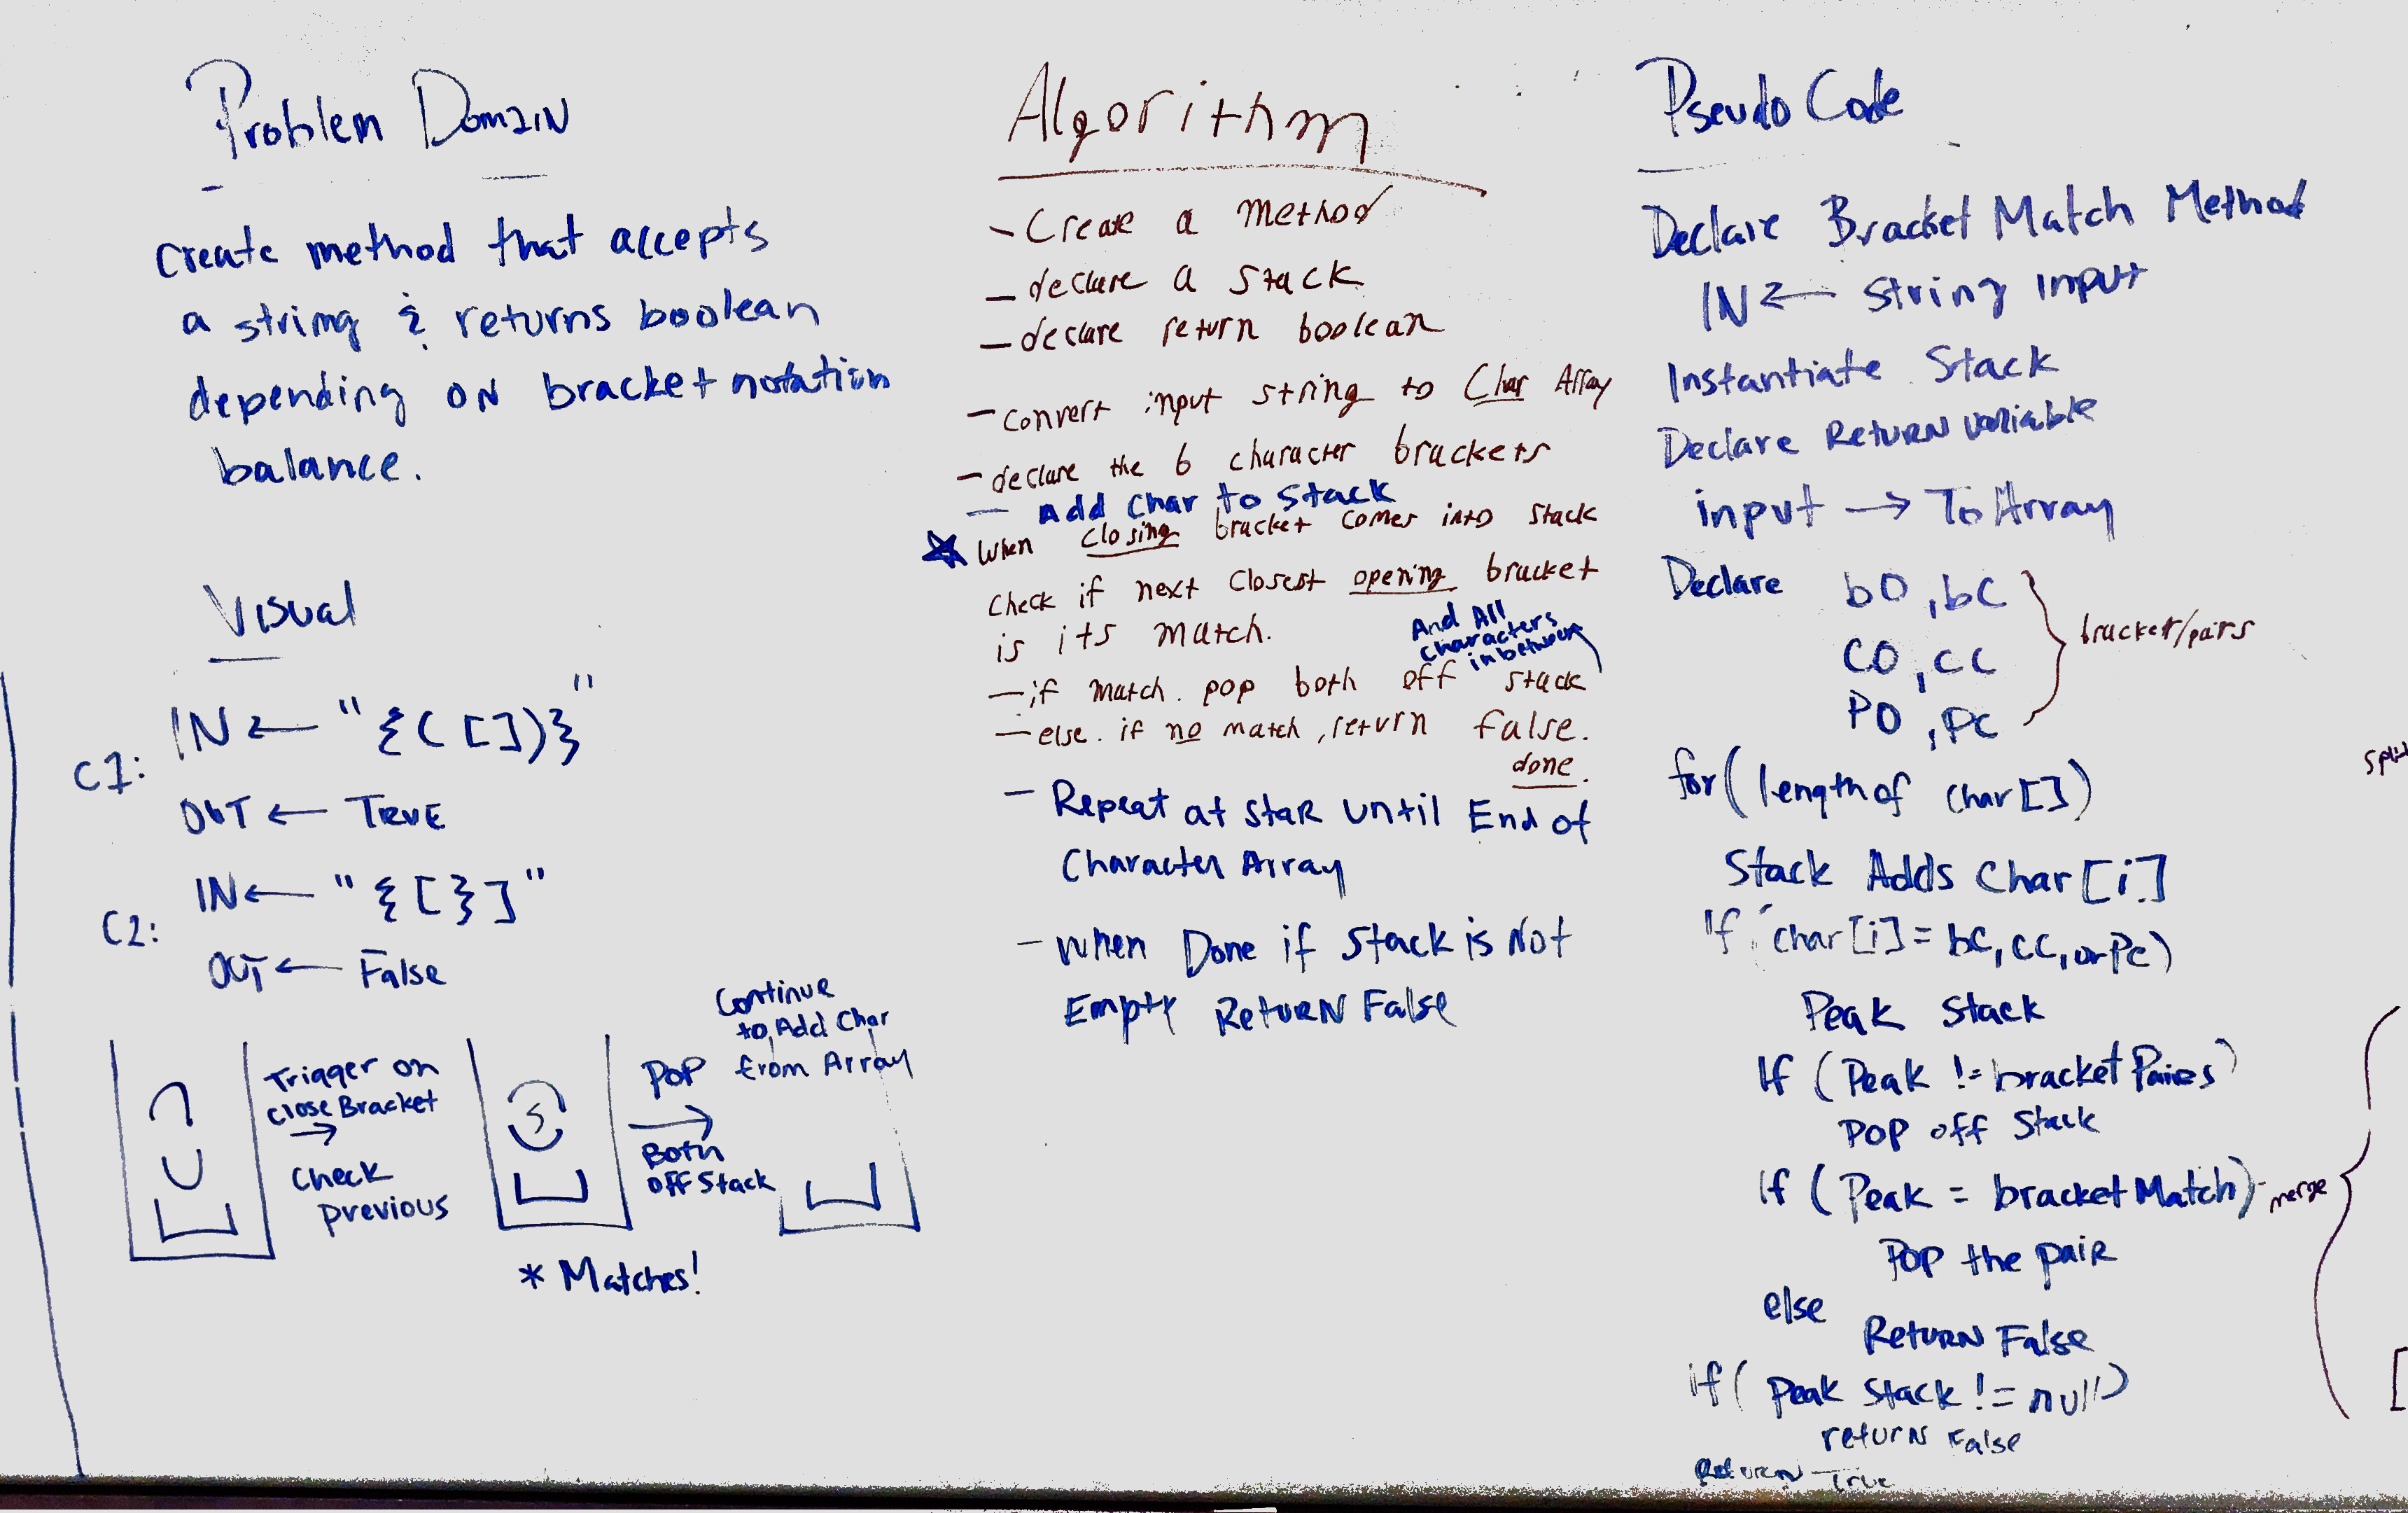 Problem Domain
Create method that accepts
a string & returns boolean
depending on bracket notation
balance.
Visual
C1:
IN ← "{([])}"
OUT ← TRUE
C2:
IN ← "{[}]"
OUT ← False
Trigger on
close Bracket
→
Check
previous
POP
→
Both
off Stack
Continue
to Add Char
from Array
* Matches!
Algorithm
- Create a method
- declare a stack
- declare return boolean
- convert input string to Char Array
- declare the 6 character brackets
- Add Char to Stack
★ When closing bracket comes into stack
check if next closest opening bracket
is its match.
And All
characters
inbetween
- if match. pop both off stack
- else. if no match, return false.
done.
- Repeat at Star until End of
Character Array
- When Done if Stack is Not
Empty Return False
Pseudo Code
Declare Bracket Match Method
IN ← String Input
Instantiate Stack
Declare Return variable
input → To Array
Declare bO, bC
CO, CC
PO, PC
} bracket/pairs
for(length of char[])
Stack Adds Char[i]
If char[i] = bC, CC, or PC)
Peak Stack
If (Peak != bracket Paires)
Pop off Stack
If (Peak = bracket Match) - merge
Pop the pair
else
Return False
if( Peak Stack != null)
return False
Return True